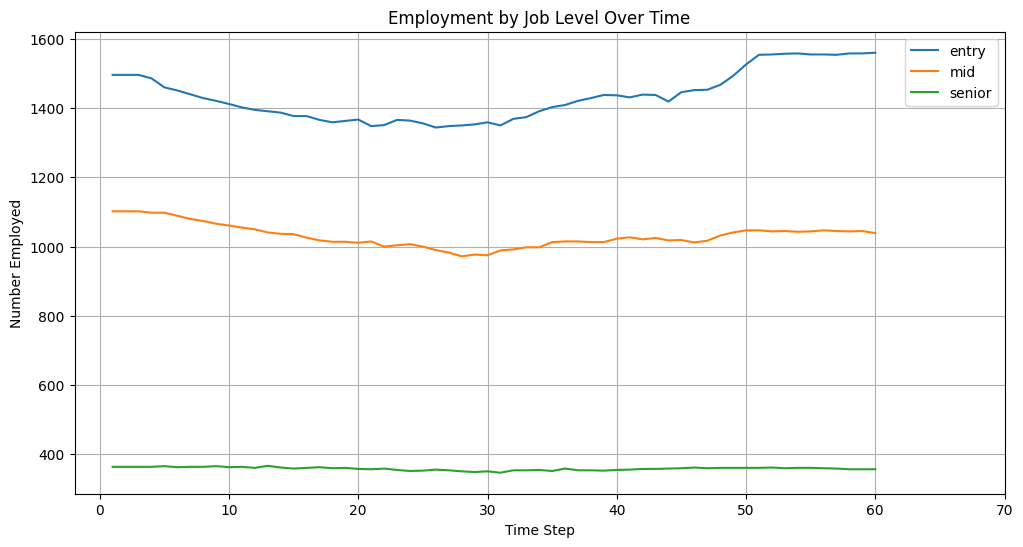 Employment by Job Level Over Time
Number Employed
1600
1400
1200
1000
800
600
400
0 10 20 30 40 50 60 70
Time Step
entry
mid
senior